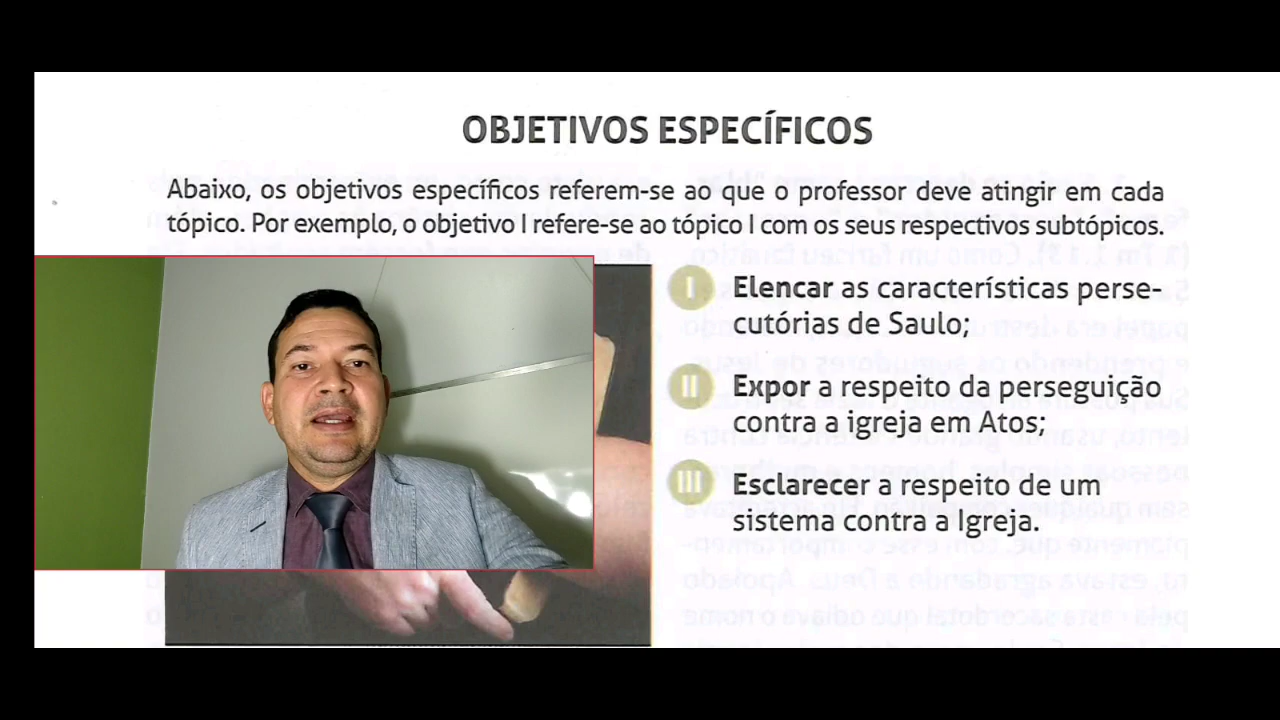 OBJETIVOS ESPECÍFICOS
Abaixo, os objetivos específicos referem-se ao que o professor deve atingir em cada
tópico. Por exemplo, o objetivo I refere-se ao tópico I com os seus respectivos subtópicos.
I Elencar as características perse-
cutórias de Saulo;
II Expor a respeito da perseguição
contra a igreja em Atos;
III Esclarecer a respeito de um
sistema contra a Igreja.